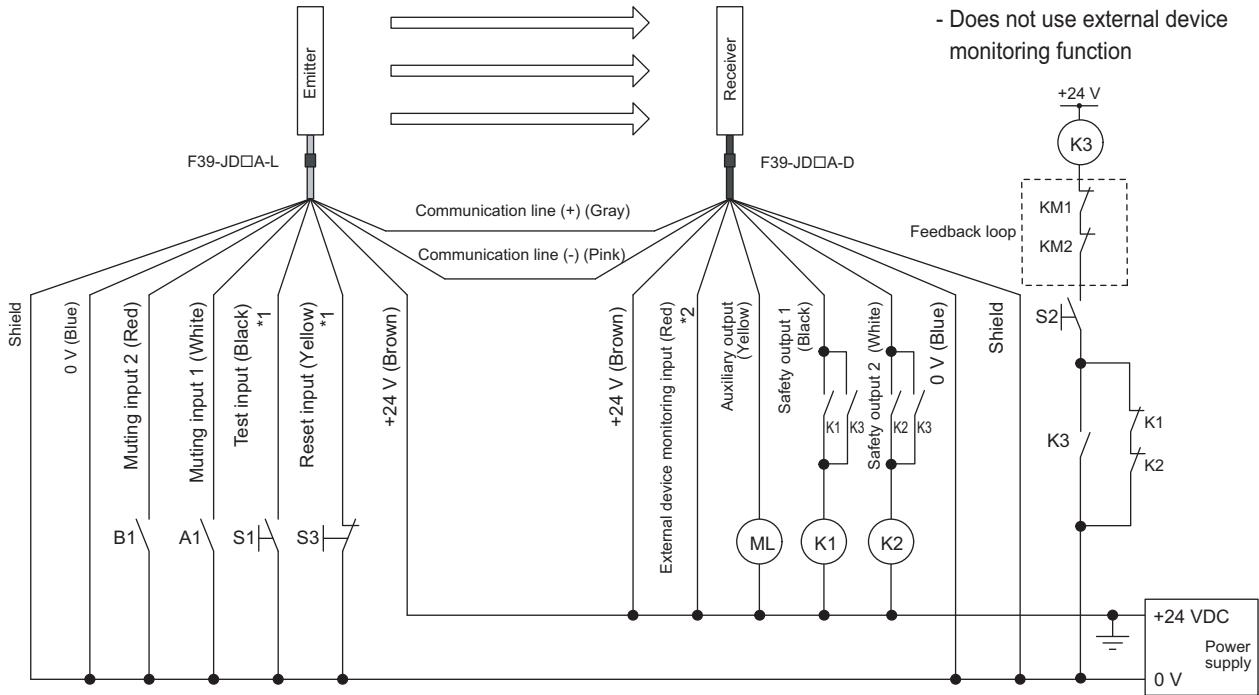 - Does not use external device
monitoring function
Emitter
Receiver
+24 V
K3
F39-JD□A-L
F39-JD□A-D
KM1
KM2
Feedback loop
Communication line (+) (Gray)
Communication line (-) (Pink)
S2
Shield
0 V (Blue)
Muting input 2 (Red)
Muting input 1 (White)
Test input (Black)
*1
Reset input (Yellow)
*1
+24 V (Brown)
+24 V (Brown)
External device monitoring input (Red)
*2
Auxiliary output
(Yellow)
Safety output 1
(Black)
Safety output 2 (White)
0 V (Blue)
Shield
K1
K3
K2
K3
K3
K1
K2
B1
A1
S1
S3
ML
K1
K2
+24 VDC
Power
supply
0 V